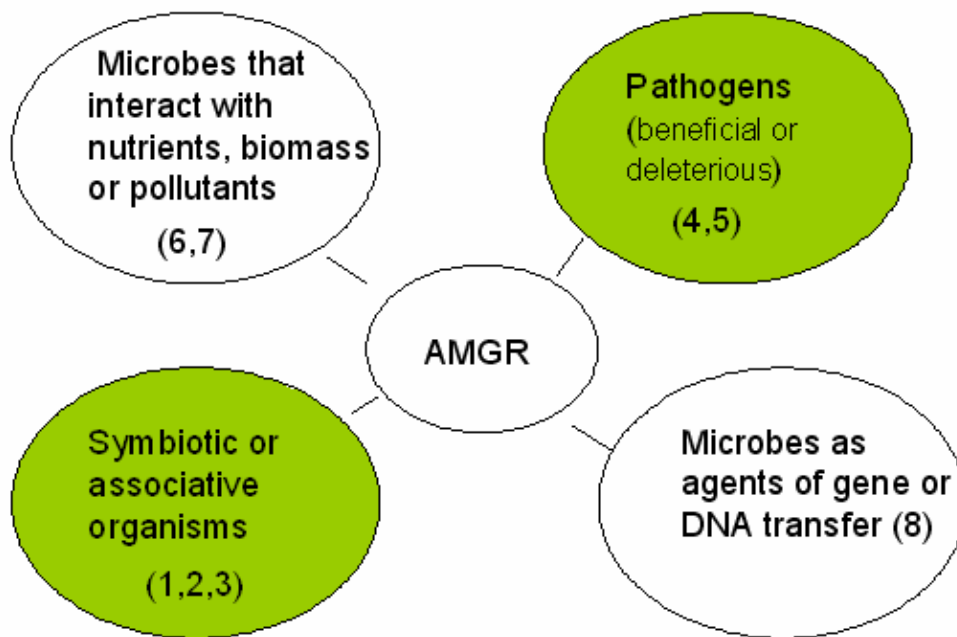 Microbes that
interact with
nutrients, biomass
or pollutants
(6,7)
Pathogens
(beneficial or
deleterious)
(4,5)
AMGR
Symbiotic or
associative
organisms
(1,2,3)
Microbes as
agents of gene or
DNA transfer (8)